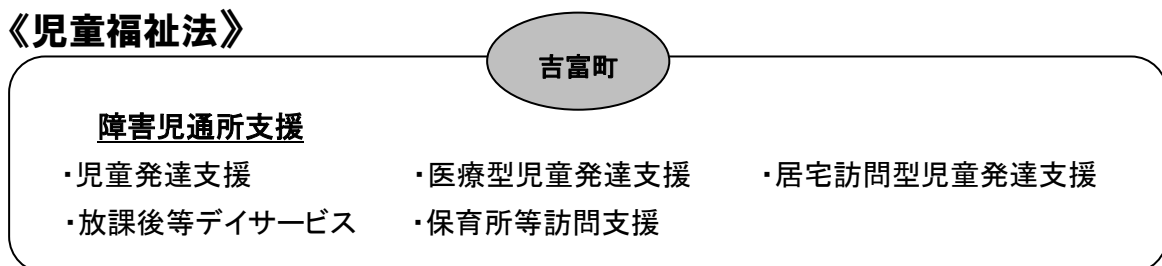 《児童福祉法》
吉富町
障害児通所支援
・児童発達支援 ・医療型児童発達支援 ・居宅訪問型児童発達支援
・放課後等デイサービス ・保育所等訪問支援